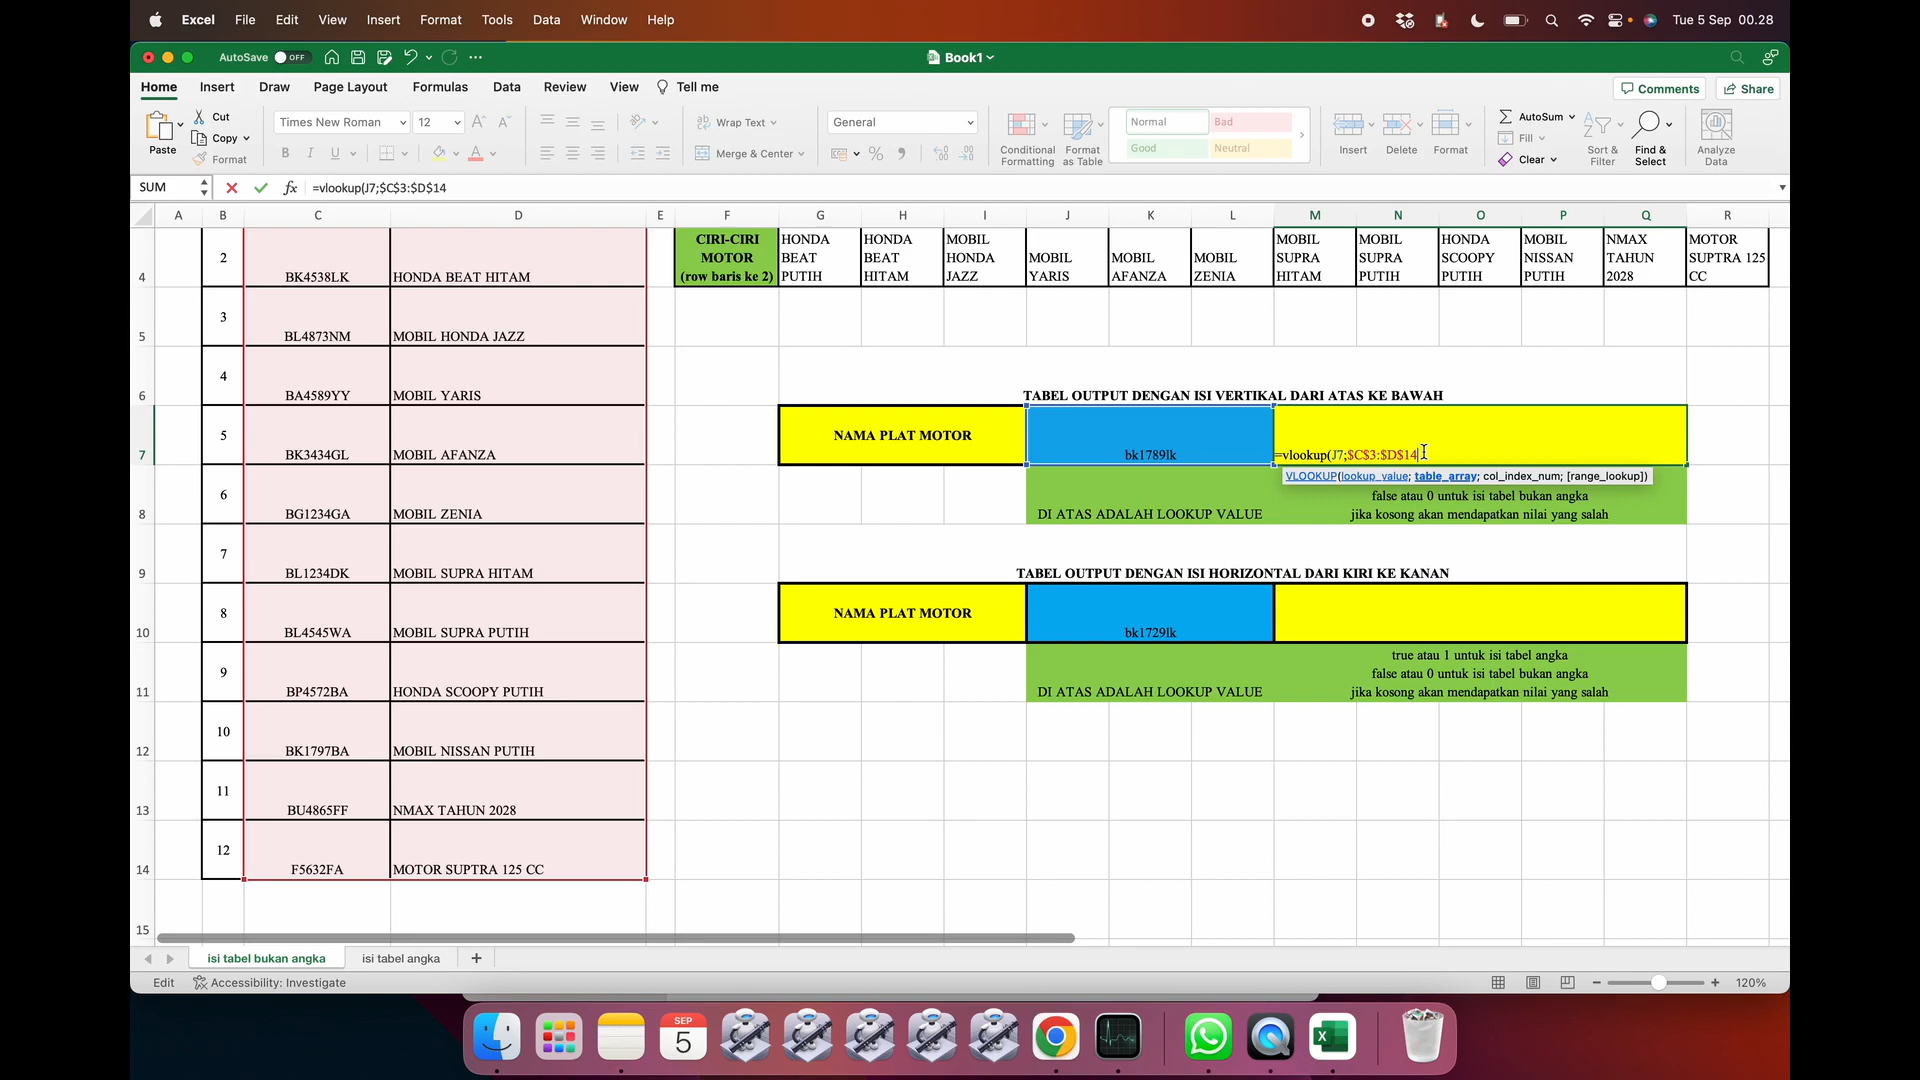 Excel File Edit View Insert Format Tools Data Window Help Tue 5 Sep 00.28
AutoSave OFF Book1
Home Insert Draw Page Layout Formulas Data Review View Tell me Comments Share
Paste Cut Copy Format
Times New Roman 12
B I U
Wrap Text
Merge & Center
General
Conditional Formatting
Format as Table
Normal Bad
Good Neutral
Insert Delete Format
AutoSum
Fill
Clear
Sort & Filter
Find & Select
Analyze Data
SUM fx =vlookup(J7;$C$3:$D$14
A B C D E F G H I J K L M N O P Q R
4 2 BK4538LK HONDA BEAT HITAM
CIRI-CIRI MOTOR (row baris ke 2)
HONDA BEAT PUTIH
HONDA BEAT HITAM
MOBIL HONDA JAZZ
MOBIL YARIS
MOBIL AFANZA
MOBIL ZENIA
MOBIL SUPRA HITAM
MOBIL SUPRA PUTIH
HONDA SCOOPY PUTIH
MOBIL NISSAN PUTIH
NMAX TAHUN 2028
MOTOR SUPTRA 125 CC
5 3 BL4873NM MOBIL HONDA JAZZ
6 4 BA4589YY MOBIL YARIS
TABEL OUTPUT DENGAN ISI VERTIKAL DARI ATAS KE BAWAH
7 5 BK3434GL MOBIL AFANZA
NAMA PLAT MOTOR bk1789lk =vlookup(J7;$C$3:$D$14
VLOOKUP(lookup_value; table_array; col_index_num; [range_lookup])
8 6 BG1234GA MOBIL ZENIA
false atau 0 untuk isi tabel bukan angka
DI ATAS ADALAH LOOKUP VALUE jika kosong akan mendapatkan nilai yang salah
9 7 BL1234DK MOBIL SUPRA HITAM
TABEL OUTPUT DENGAN ISI HORIZONTAL DARI KIRI KE KANAN
10 8 BL4545WA MOBIL SUPRA PUTIH
NAMA PLAT MOTOR bk1729lk
11 9 BP4572BA HONDA SCOOPY PUTIH
true atau 1 untuk isi tabel angka
false atau 0 untuk isi tabel bukan angka
DI ATAS ADALAH LOOKUP VALUE jika kosong akan mendapatkan nilai yang salah
12 10 BK1797BA MOBIL NISSAN PUTIH
13 11 BU4865FF NMAX TAHUN 2028
14 12 F5632FA MOTOR SUPTRA 125 CC
15
isi tabel bukan angka isi tabel angka
Edit Accessibility: Investigate 120%
SEP
5